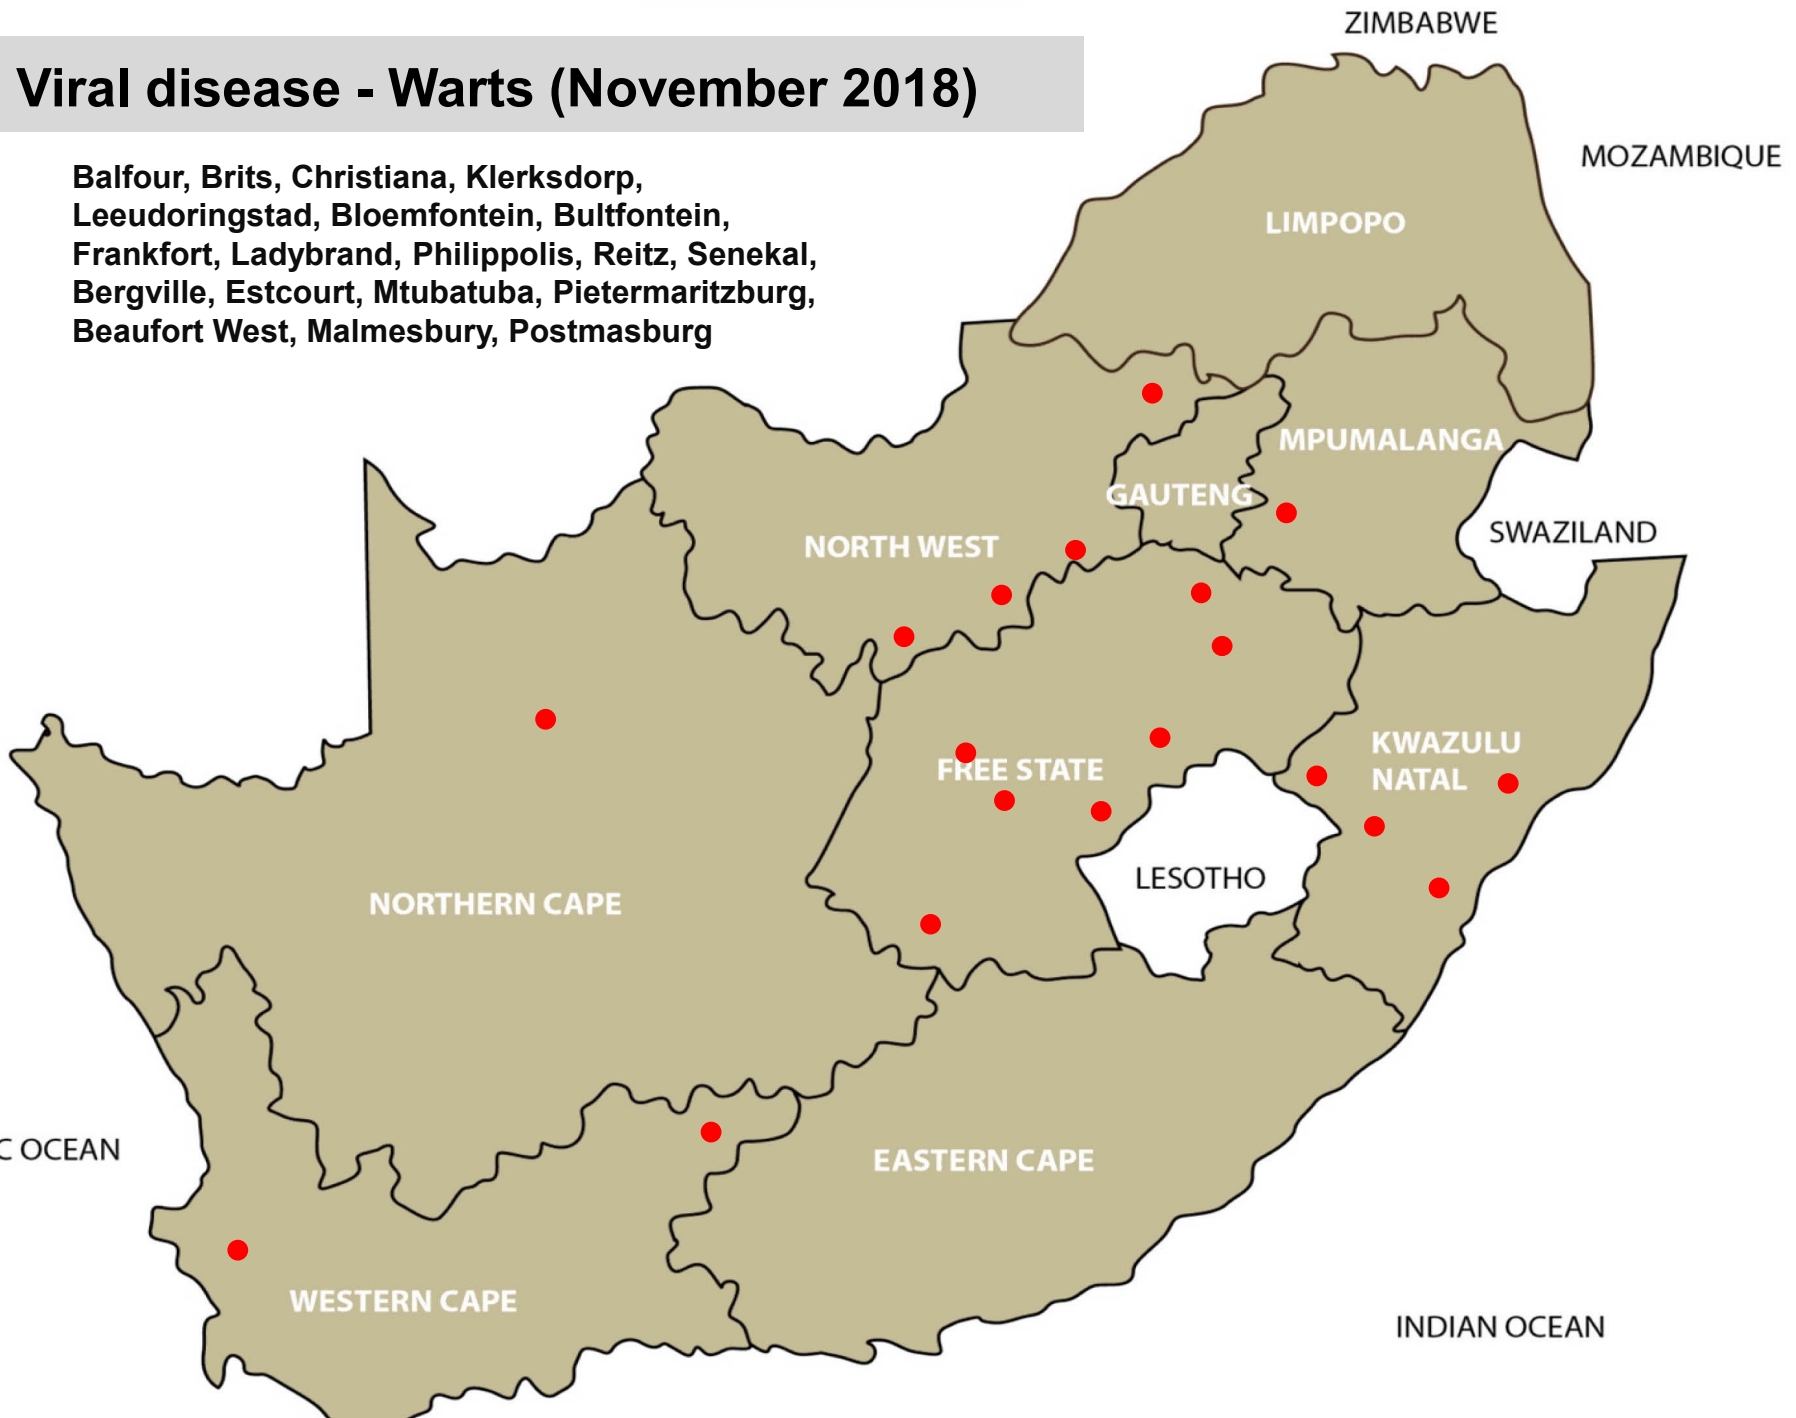 ZIMBABWE
Viral disease - Warts (November 2018)
MOZAMBIQUE
Balfour, Brits, Christiana, Klerksdorp,
Leeudoringstad, Bloemfontein, Bultfontein,
Frankfort, Ladybrand, Philippolis, Reitz, Senekal,
Bergville, Estcourt, Mtubatuba, Pietermaritzburg,
Beaufort West, Malmesbury, Postmasburg
LIMPOPO
MPUMALANGA
GAUTENG
SWAZILAND
NORTH WEST
KWAZULU
NATAL
FREE STATE
LESOTHO
NORTHERN CAPE
C OCEAN
EASTERN CAPE
WESTERN CAPE
INDIAN OCEAN